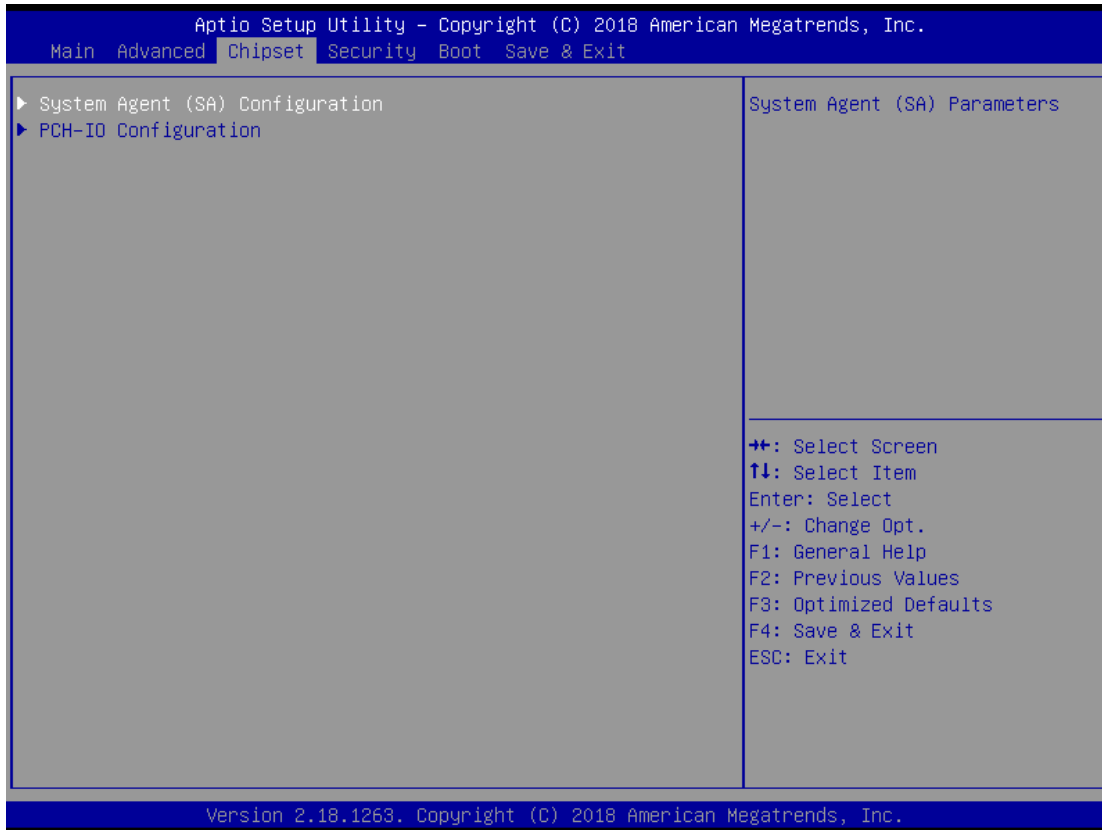 Aptio Setup Utility – Copyright (C) 2018 American Megatrends, Inc.
Main Advanced Chipset Security Boot Save & Exit
▶ System Agent (SA) Configuration
▶ PCH-IO Configuration
System Agent (SA) Parameters
→←: Select Screen
↑↓: Select Item
Enter: Select
+/-: Change Opt.
F1: General Help
F2: Previous Values
F3: Optimized Defaults
F4: Save & Exit
ESC: Exit
Version 2.18.1263. Copyright (C) 2018 American Megatrends, Inc.